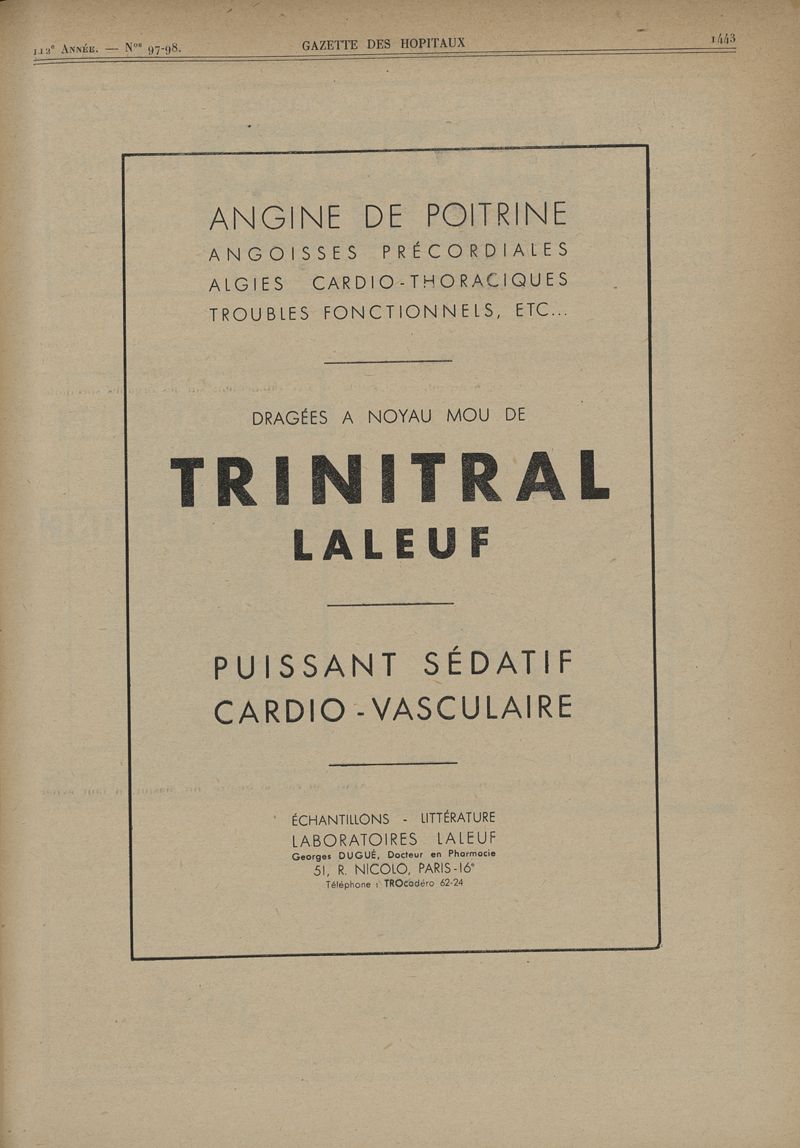 112e ANNÉE. — Nos 97-98.
GAZETTE DES HOPITAUX
1443
ANGINE DE POITRINE
ANGOISSES PRÉCORDIALES
ALGIES CARDIO-THORACIQUES
TROUBLES FONCTIONNELS, ETC...
DRAGÉES A NOYAU MOU DE
TRINITRAL
LALEUF
PUISSANT SÉDATIF
CARDIO-VASCULAIRE
ÉCHANTILLONS - LITTÉRATURE
LABORATOIRES LALEUF
Georges DUGUÉ, Docteur en Pharmacie
51, R. NICOLO, PARIS-16e
Téléphone : TROcadéro 62-24